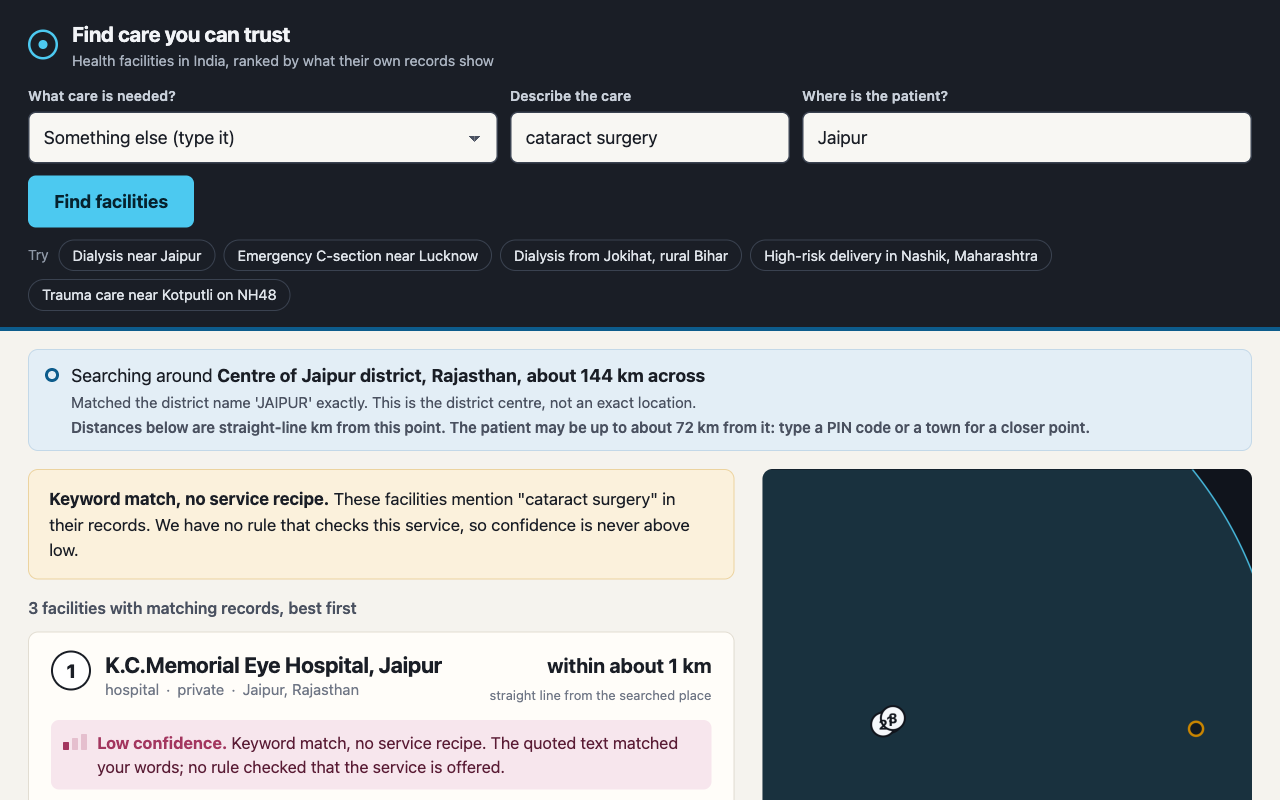 Find care you can trust
Health facilities in India, ranked by what their own records show
What care is needed?
Describe the care
Where is the patient?
Something else (type it)
cataract surgery
Jaipur
Find facilities
Try
Dialysis near Jaipur
Emergency C-section near Lucknow
Dialysis from Jokihat, rural Bihar
High-risk delivery in Nashik, Maharashtra
Trauma care near Kotputli on NH48
Searching around Centre of Jaipur district, Rajasthan, about 144 km across
Matched the district name 'JAIPUR' exactly. This is the district centre, not an exact location.
Distances below are straight-line km from this point. The patient may be up to about 72 km from it: type a PIN code or a town for a closer point.
Keyword match, no service recipe. These facilities mention "cataract surgery" in
their records. We have no rule that checks this service, so confidence is never above
low.
3 facilities with matching records, best first
1
K.C.Memorial Eye Hospital, Jaipur
within about 1 km
hospital · private · Jaipur, Rajasthan
straight line from the searched place
Low confidence. Keyword match, no service recipe. The quoted text matched
your words; no rule checked that the service is offered.